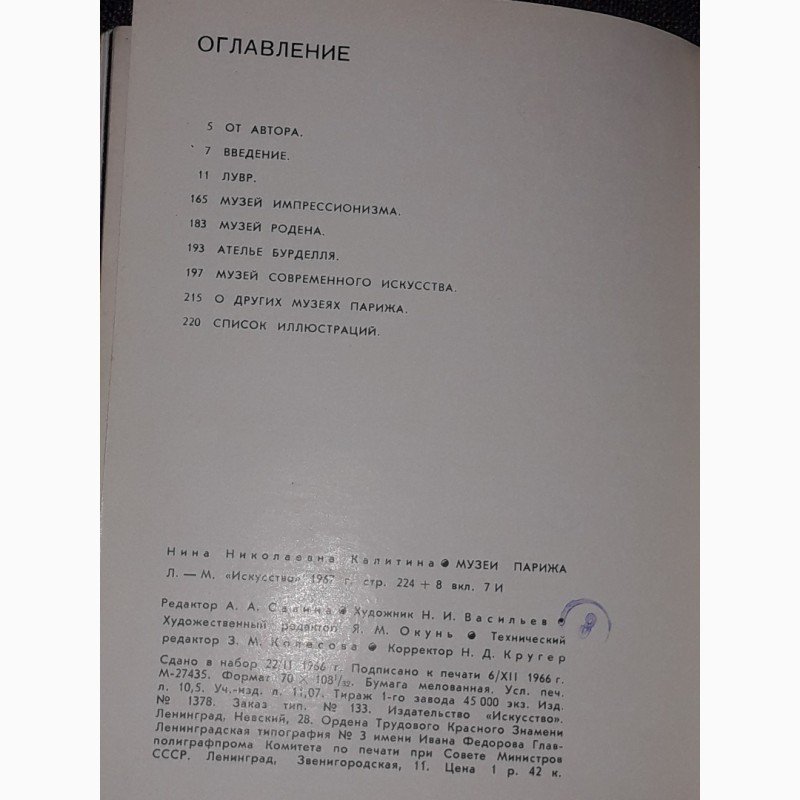 ОГЛАВЛЕНИЕ
5 ОТ АВТОРА.
7 ВВЕДЕНИЕ.
11 ЛУВР.
165 МУЗЕЙ ИМПРЕССИОНИЗМА.
183 МУЗЕЙ РОДЕНА.
193 АТЕЛЬЕ БУРДЕЛЛЯ.
197 МУЗЕЙ СОВРЕМЕННОГО ИСКУССТВА.
215 О ДРУГИХ МУЗЕЯХ ПАРИЖА.
220 СПИСОК ИЛЛЮСТРАЦИЙ.
Нина Николаевна Калитина ● МУЗЕИ ПАРИЖА
Л. — М. «Искусство» 1967 г. стр. 224 + 8 вкл. 7 И
Редактор А. А. Савина ● Художник Н. И. Васильев ●
Художественный редактор Я. М. Окунь ● Технический
редактор З. М. Колесова ● Корректор Н. Д. Кругер
Сдано в набор 22/II 1966 г. Подписано к печати 6/XII 1966 г.
М-27435. Формат 70 × 108¹/₃₂. Бумага мелованная. Усл. печ.
л. 10,5. Уч.-изд. л. 11,07. Тираж 1-го завода 45 000 экз. Изд.
№ 1378. Заказ тип. № 133. Издательство «Искусство».
Ленинград, Невский, 28. Ордена Трудового Красного Знамени
Ленинградская типография № 3 имени Ивана Федорова Глав-
полиграфпрома Комитета по печати при Совете Министров
СССР. Ленинград, Звенигородская, 11. Цена 1 р. 42 к.